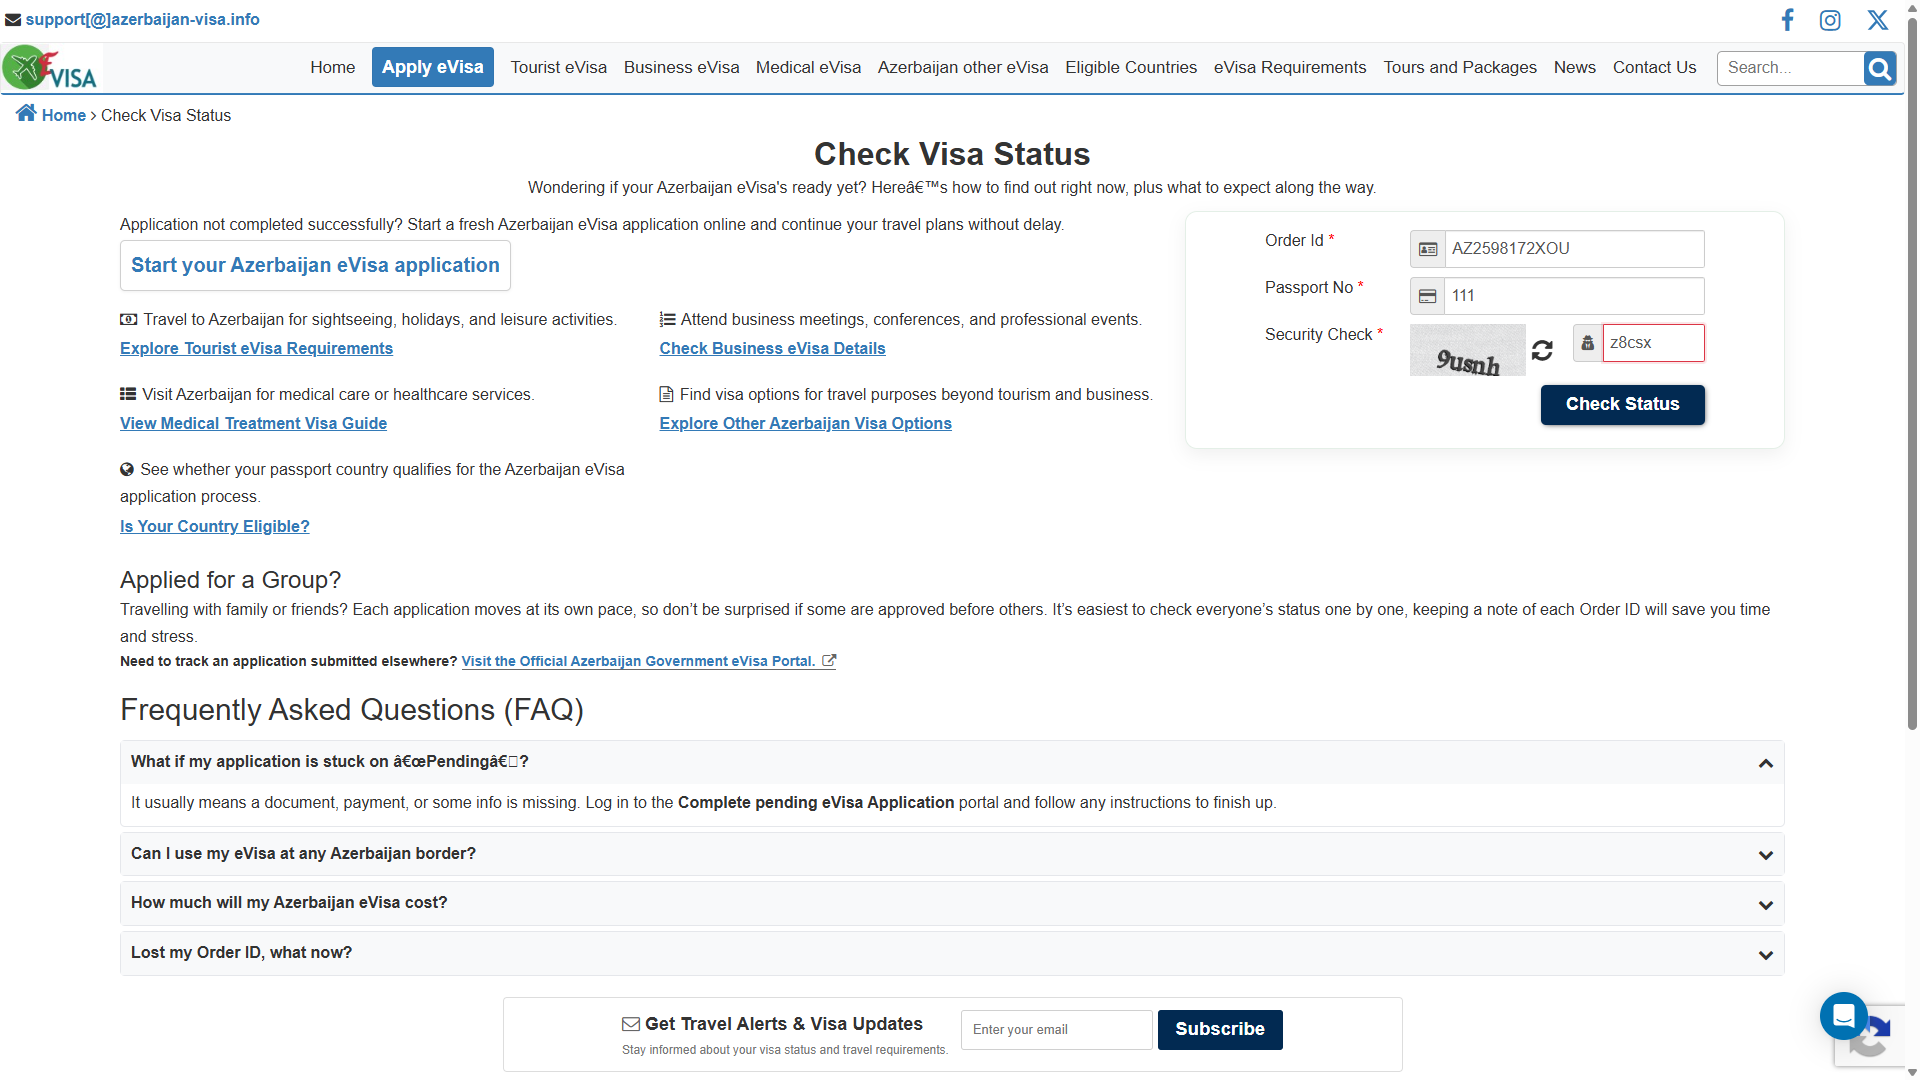 support[@]azerbaijan-visa.info
EVISA
Home
Apply eVisa
Tourist eVisa
Business eVisa
Medical eVisa
Azerbaijan other eVisa
Eligible Countries
eVisa Requirements
Tours and Packages
News
Contact Us
Search...
Home › Check Visa Status
Check Visa Status
Wondering if your Azerbaijan eVisa's ready yet? Hereâ€™s how to find out right now, plus what to expect along the way.
Application not completed successfully? Start a fresh Azerbaijan eVisa application online and continue your travel plans without delay.
Start your Azerbaijan eVisa application
Travel to Azerbaijan for sightseeing, holidays, and leisure activities.
Explore Tourist eVisa Requirements
Attend business meetings, conferences, and professional events.
Check Business eVisa Details
Visit Azerbaijan for medical care or healthcare services.
View Medical Treatment Visa Guide
Find visa options for travel purposes beyond tourism and business.
Explore Other Azerbaijan Visa Options
See whether your passport country qualifies for the Azerbaijan eVisa
application process.
Is Your Country Eligible?
Order Id *
AZ2598172XOU
Passport No *
111
Security Check *
9usnh
z8csx
Check Status
Applied for a Group?
Travelling with family or friends? Each application moves at its own pace, so don’t be surprised if some are approved before others. It’s easiest to check everyone’s status one by one, keeping a note of each Order ID will save you time
and stress.
Need to track an application submitted elsewhere? Visit the Official Azerbaijan Government eVisa Portal.
Frequently Asked Questions (FAQ)
What if my application is stuck on â€œPendingâ€□?
It usually means a document, payment, or some info is missing. Log in to the Complete pending eVisa Application portal and follow any instructions to finish up.
Can I use my eVisa at any Azerbaijan border?
How much will my Azerbaijan eVisa cost?
Lost my Order ID, what now?
Get Travel Alerts & Visa Updates
Stay informed about your visa status and travel requirements.
Enter your email
Subscribe